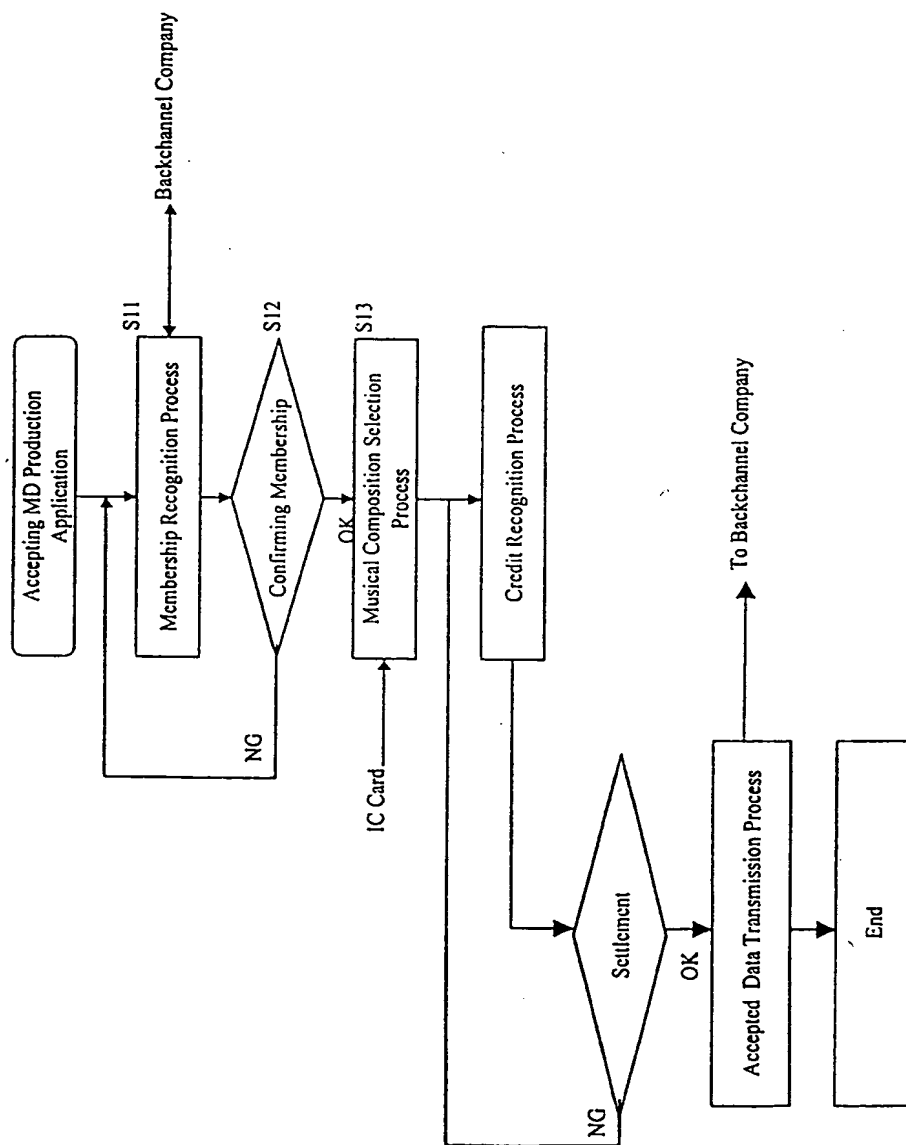 Accepting MD Production
Application
S11
Membership Recognition Process
Backchannel Company
S12
Confirming Membership
NG
OK
S13
Musical Composition Selection
Process
IC Card
Credit Recognition Process
Settlement
NG
OK
Accepted Data Transmission Process
To Backchannel Company
End